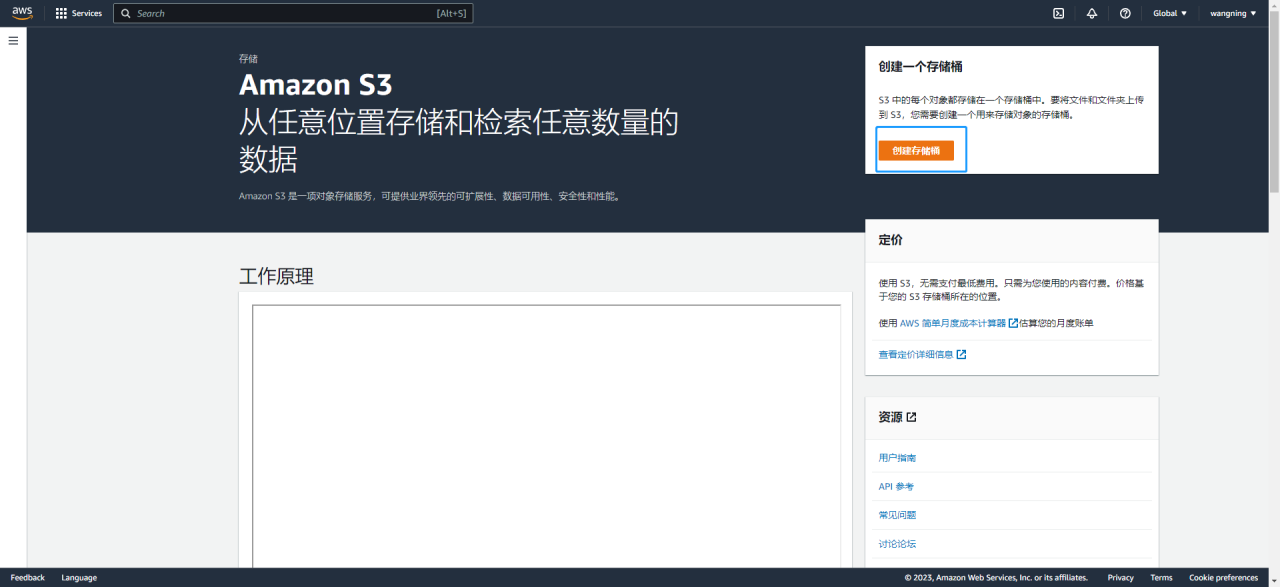 aws Services Search [Alt+S] Global ▼ wangning ▼
存储
Amazon S3
从任意位置存储和检索任意数量的
数据
Amazon S3 是一项对象存储服务，可提供业界领先的可扩展性、数据可用性、安全性和性能。
创建一个存储桶
S3 中的每个对象都存储在一个存储桶中。要将文件和文件夹上传
到 S3，您需要创建一个用来存储对象的存储桶。
创建存储桶
工作原理
定价
使用 S3，无需支付最低费用。只需为您使用的内容付费。价格基
于您的 S3 存储桶所在的位置。
使用 AWS 简单月度成本计算器估算您的月度账单
查看定价详细信息
资源
用户指南
API 参考
常见问题
讨论论坛
Feedback Language © 2023, Amazon Web Services, Inc. or its affiliates. Privacy Terms Cookie preferences